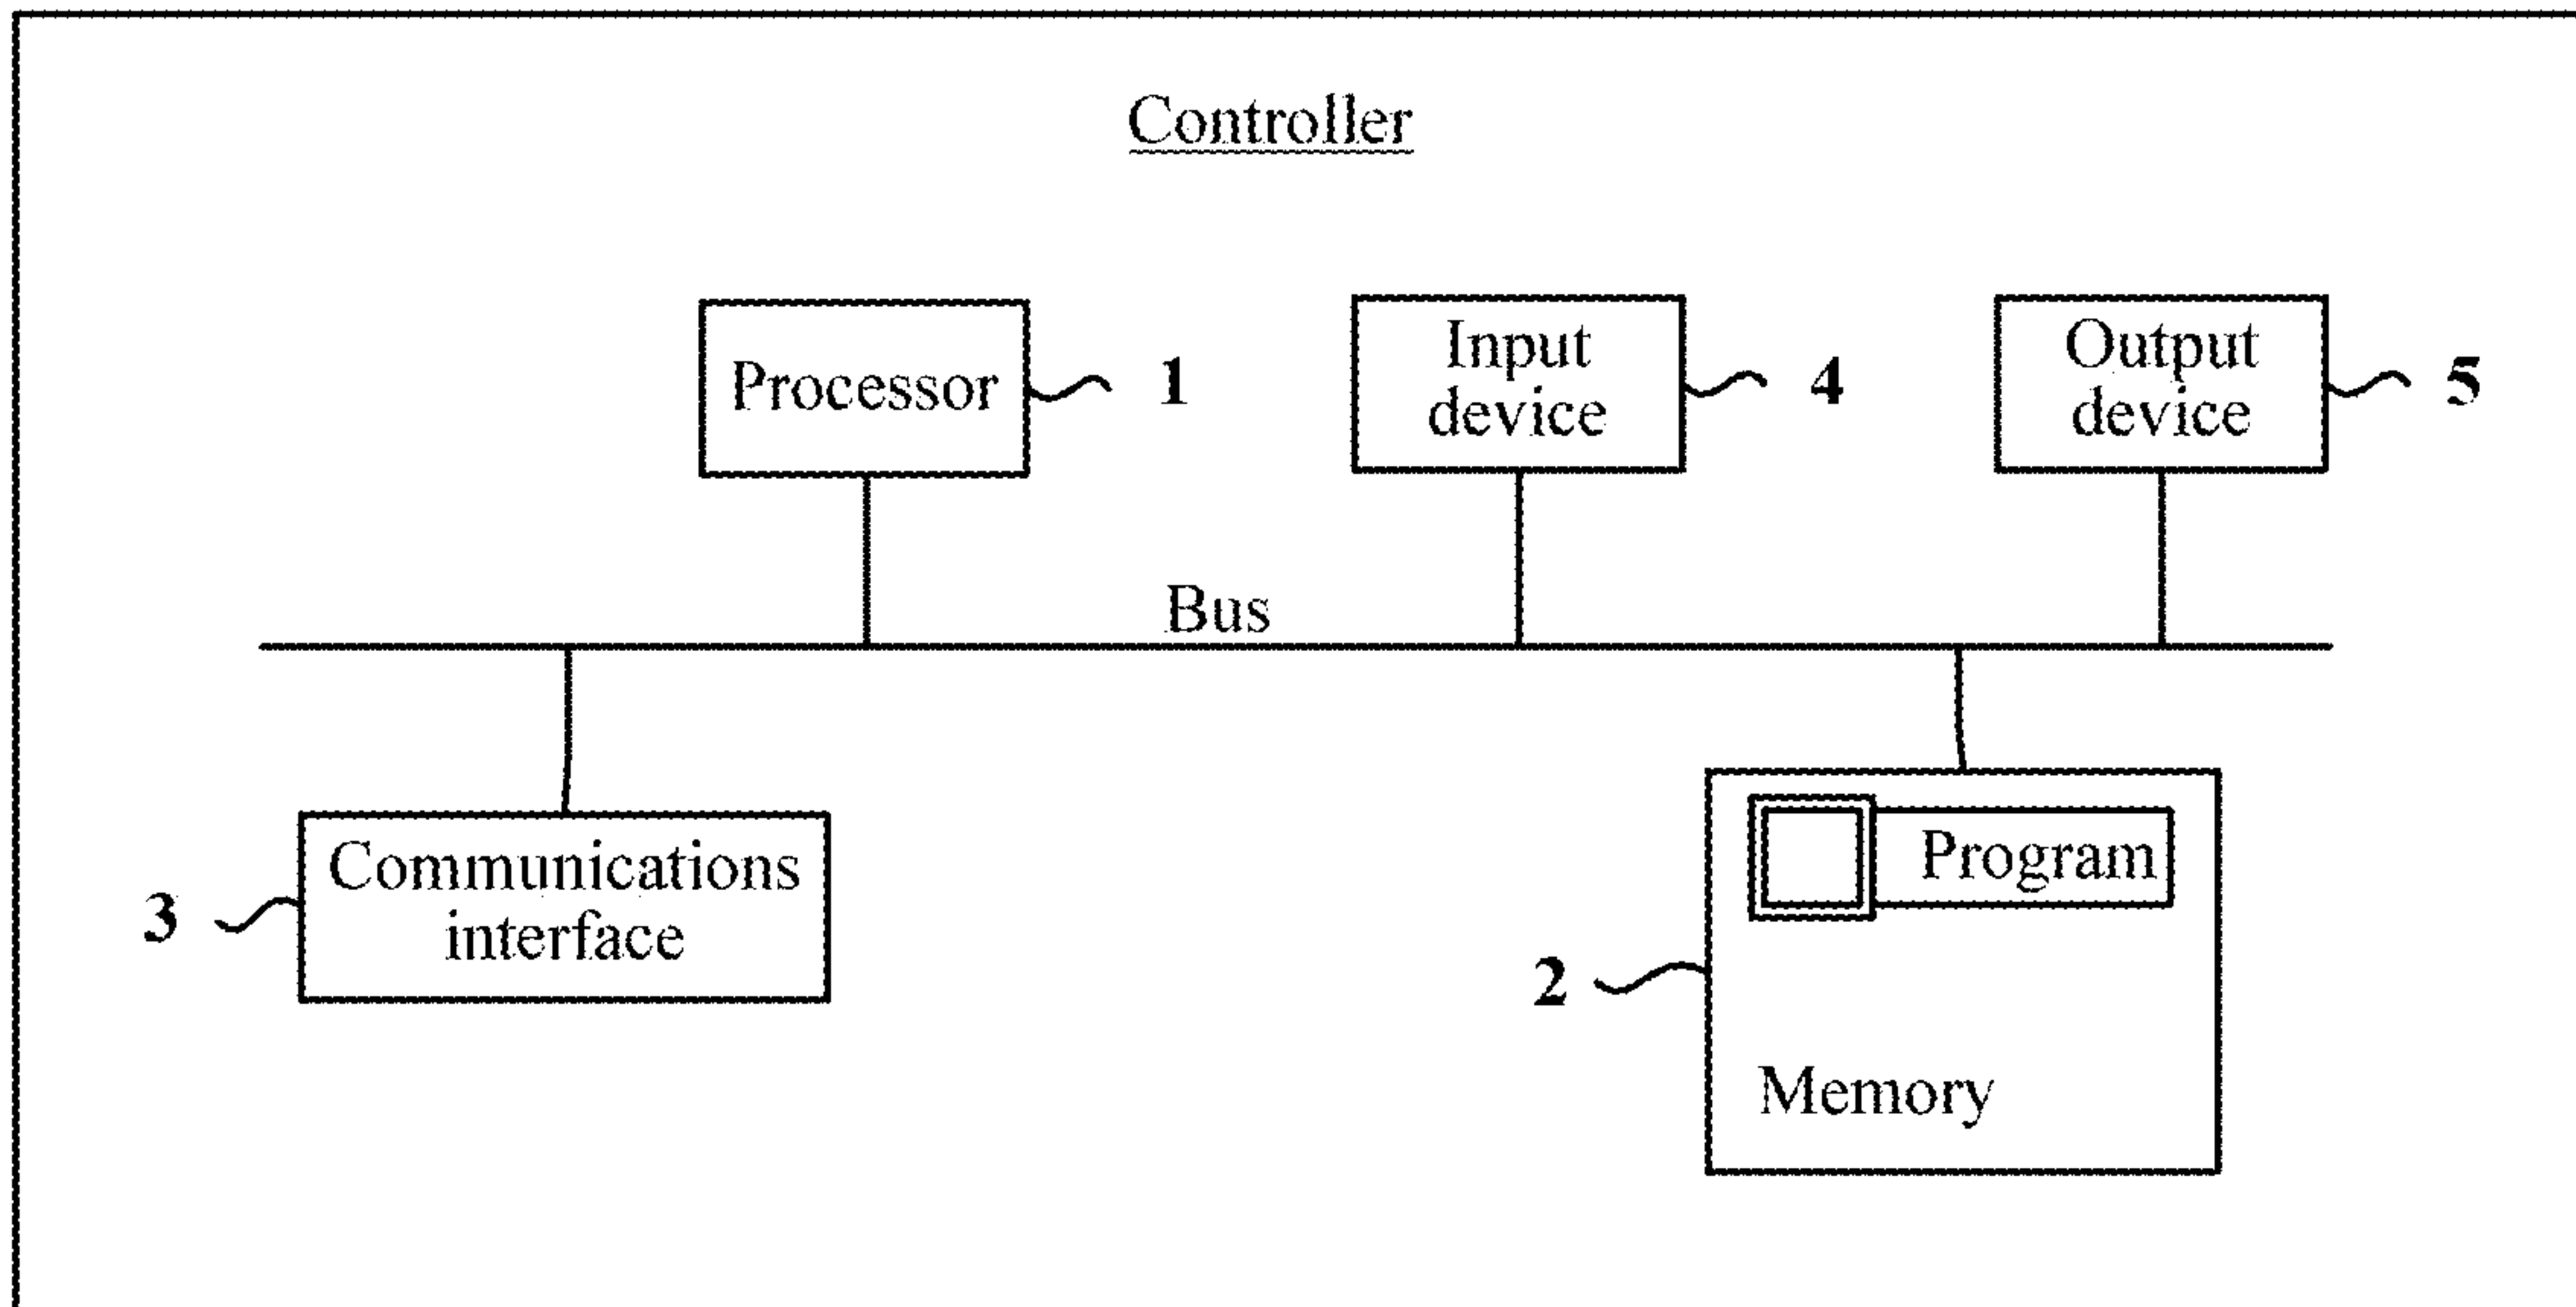 Controller
Processor
1
Input
device
4
Output
device
5
Bus
Communications
interface
3
Program
2
Memory